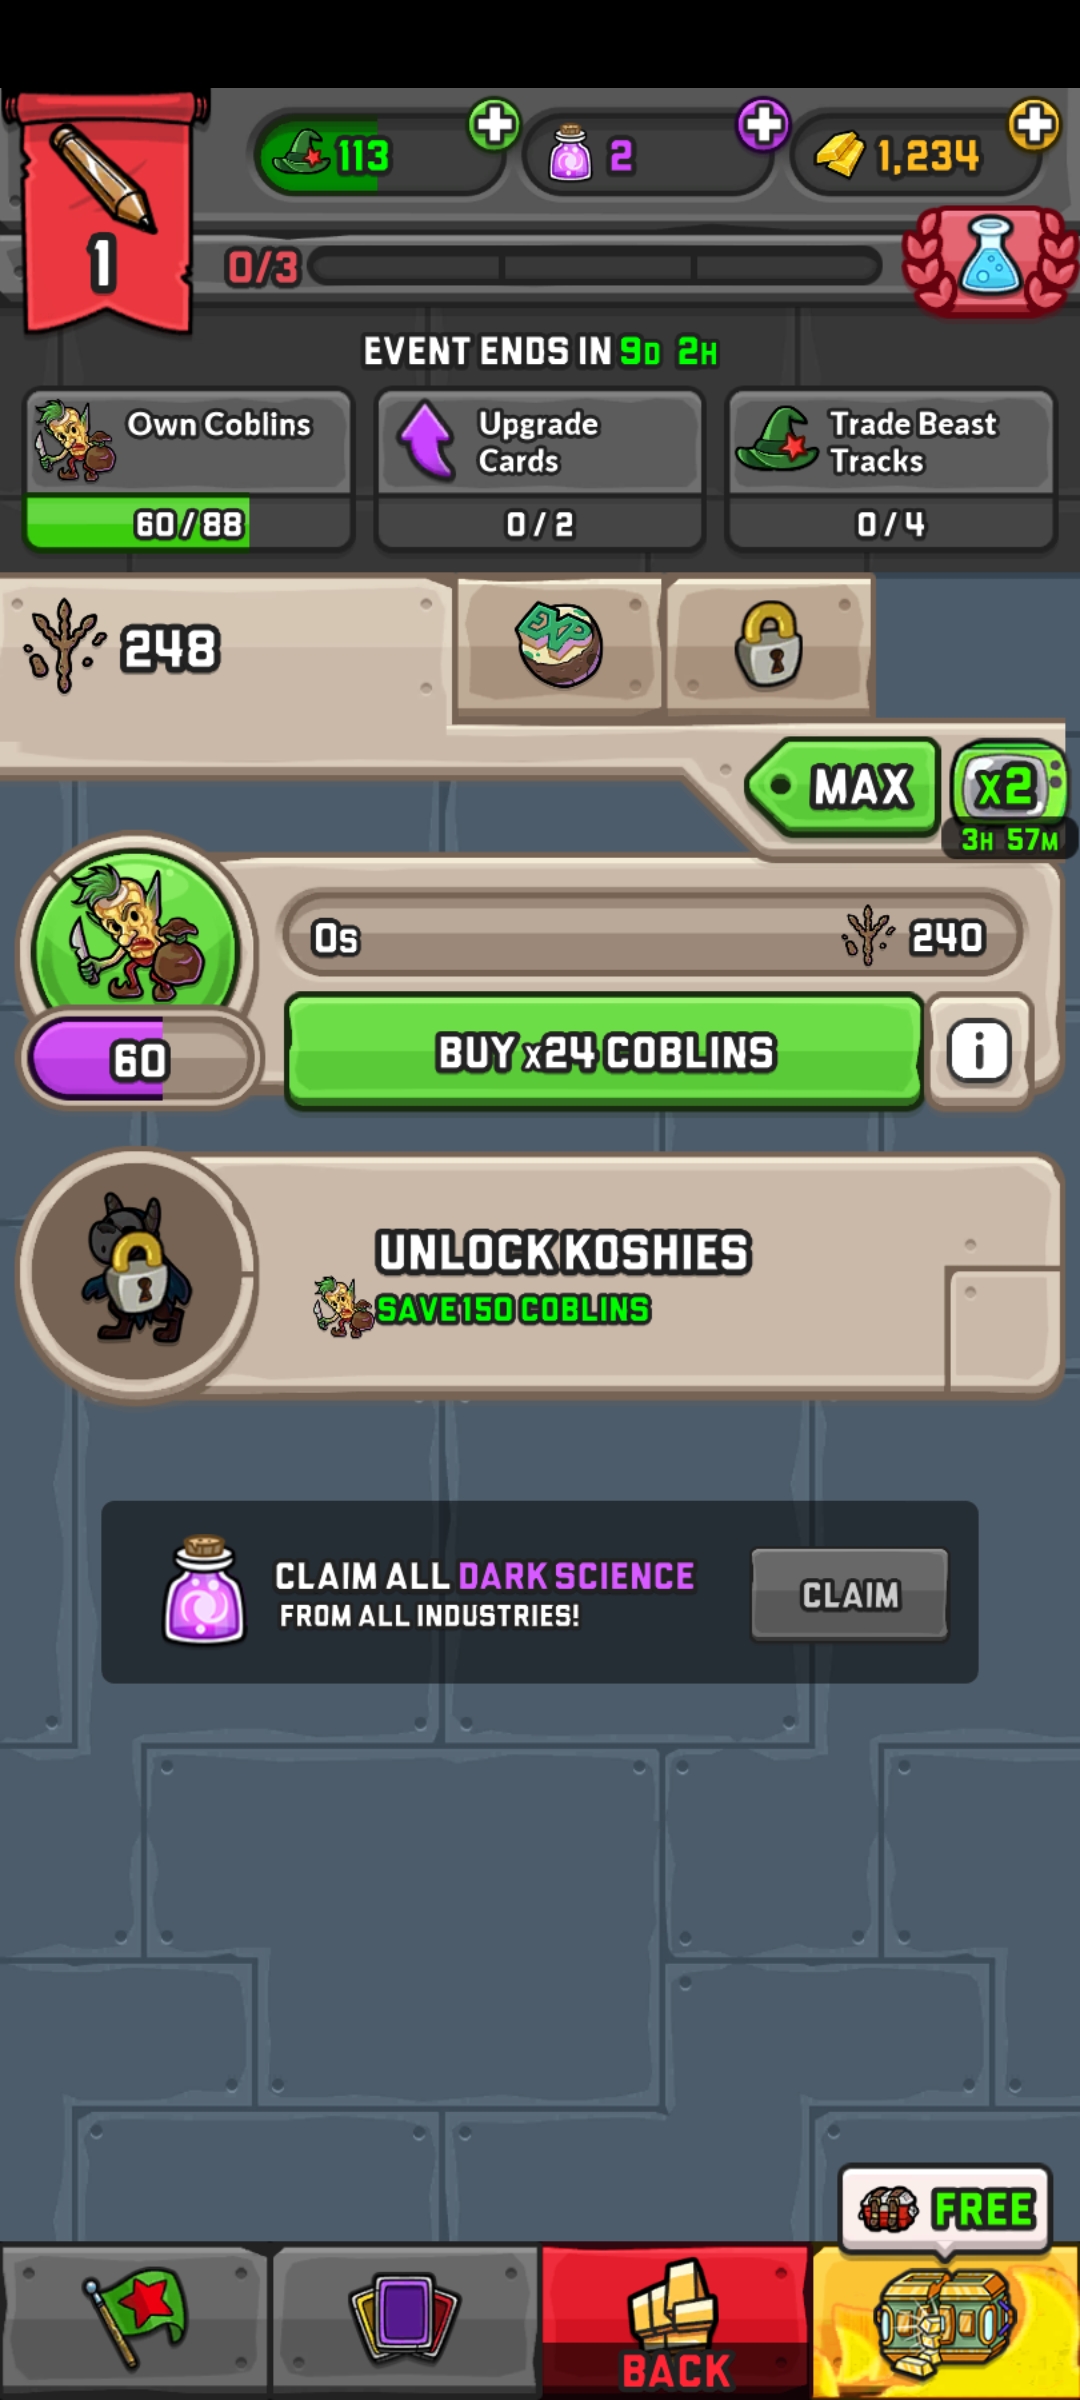 113
2
1,234
1
0/3
EVENT ENDS IN 9D 2H
Own Coblins
60/88
Upgrade
Cards
0/2
Trade Beast
Tracks
0/4
248
EXP
MAX
x2
3H 57M
0s
240
60
BUY x24 COBLINS
i
UNLOCK KOSHIES
SAVE 150 COBLINS
CLAIM ALL DARK SCIENCE
FROM ALL INDUSTRIES!
CLAIM
FREE
BACK